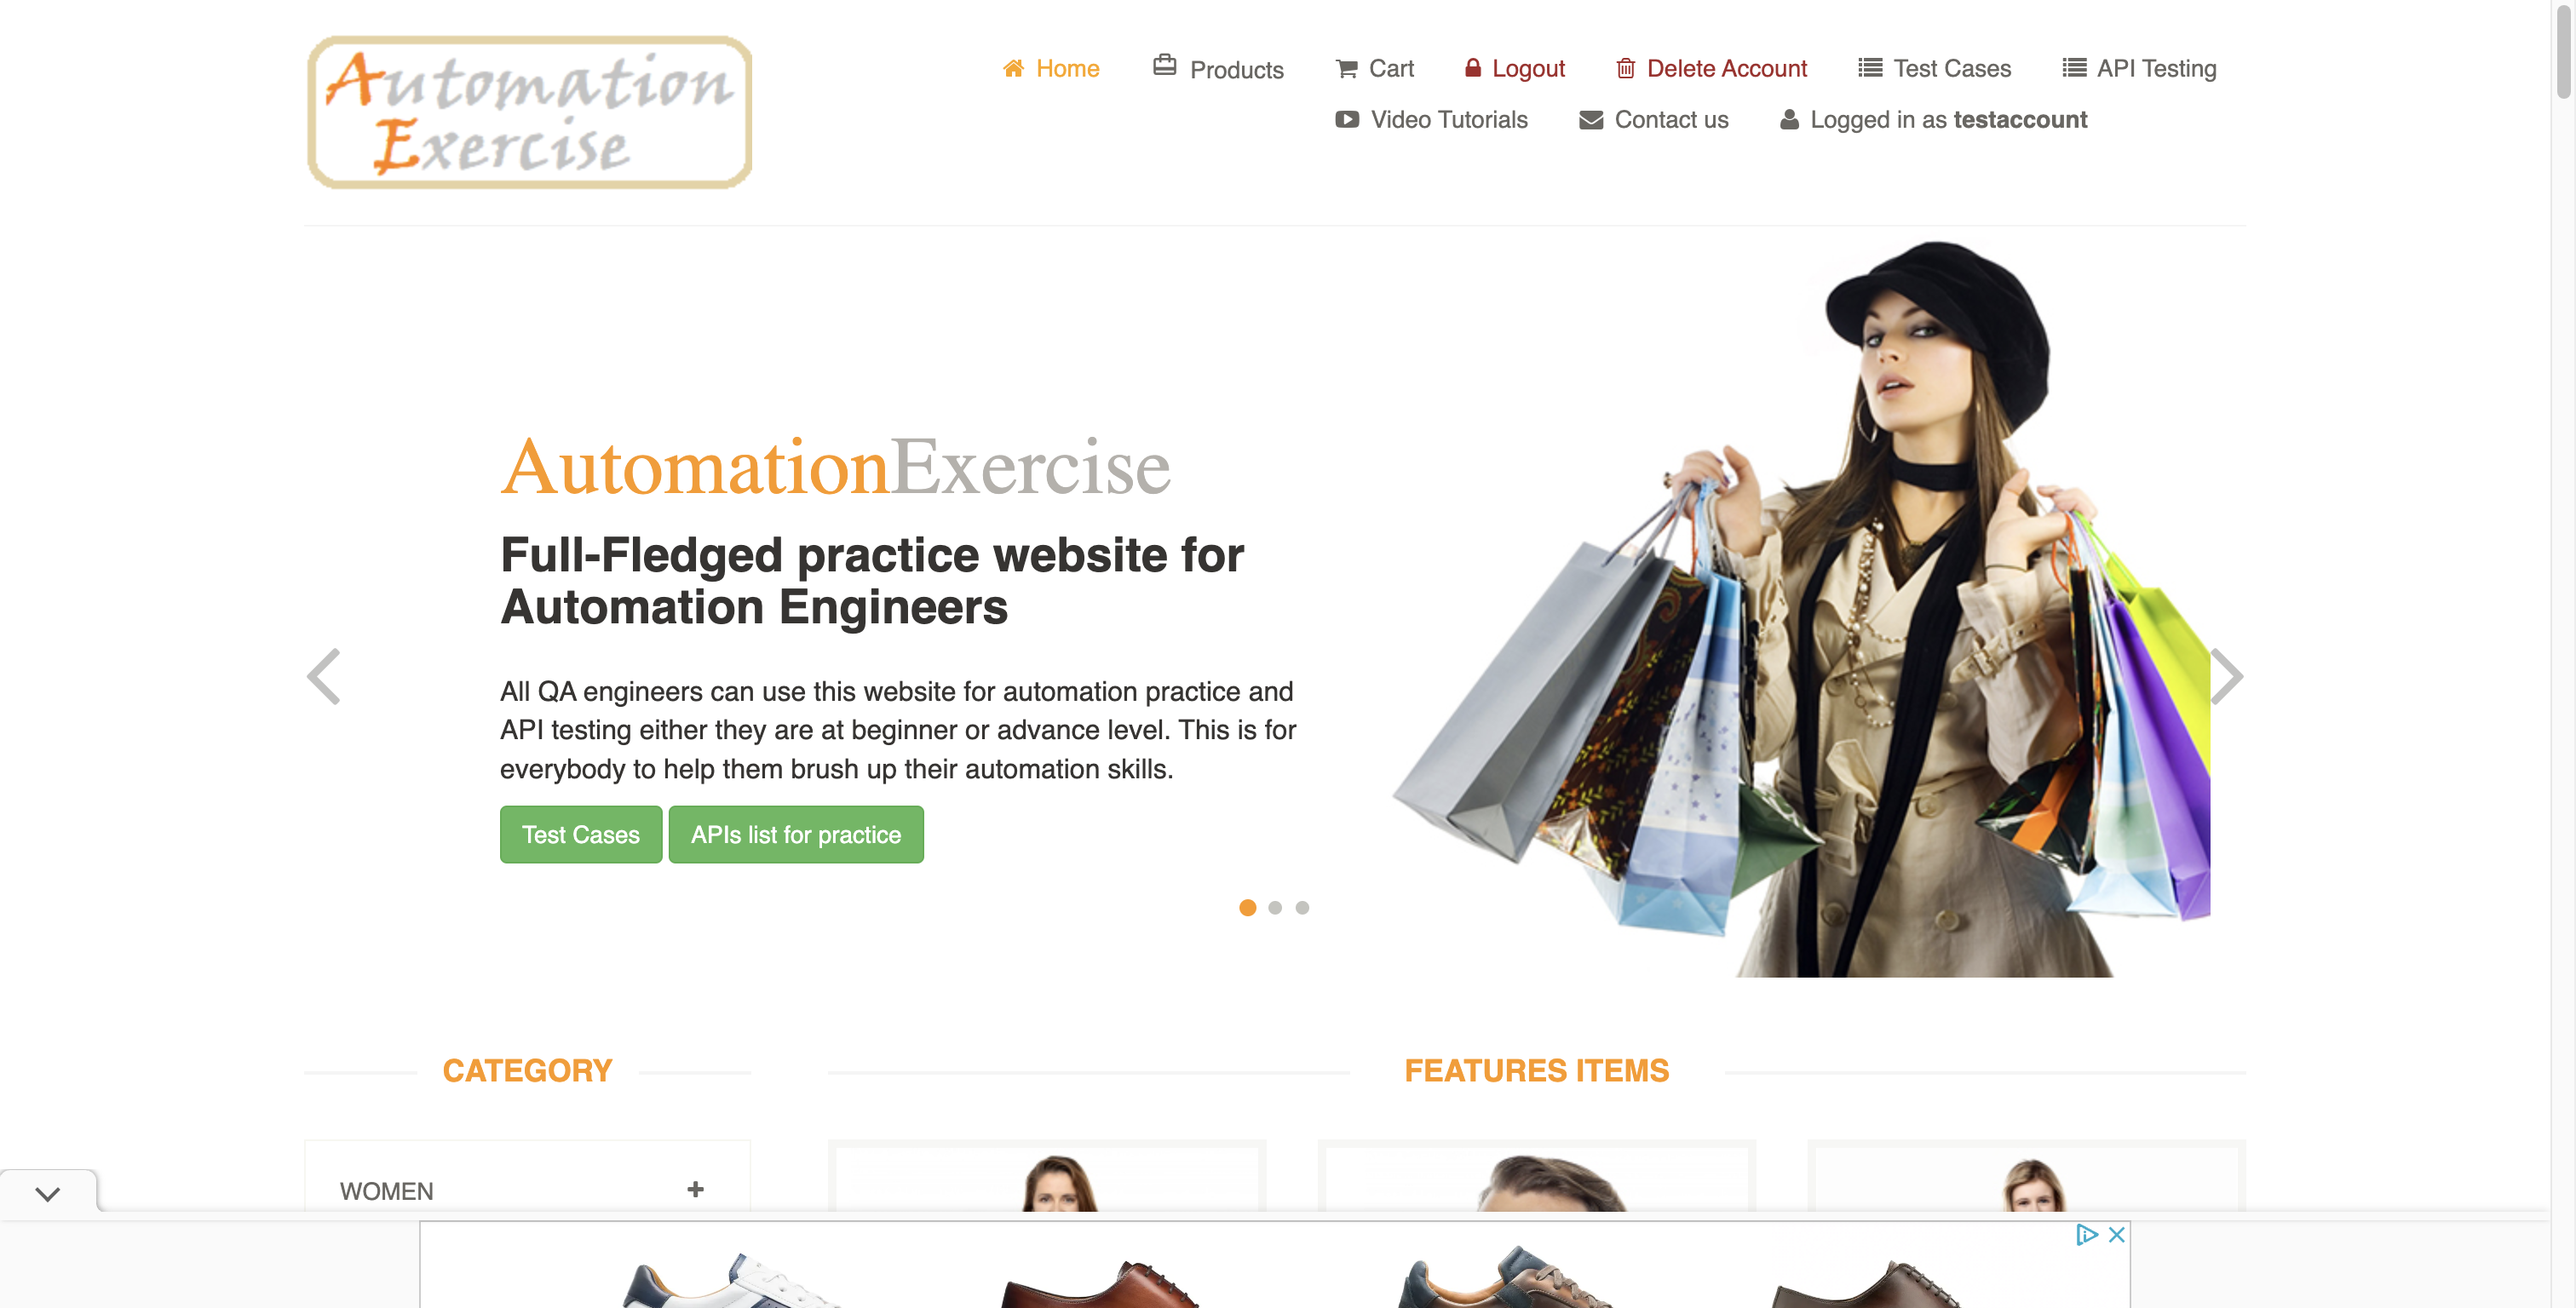 Automation
Exercise
Home Products Cart Logout Delete Account Test Cases API Testing
Video Tutorials Contact us Logged in as testaccount
AutomationExercise
Full-Fledged practice website for
Automation Engineers
All QA engineers can use this website for automation practice and
API testing either they are at beginner or advance level. This is for
everybody to help them brush up their automation skills.
Test Cases APIs list for practice
CATEGORY FEATURES ITEMS
WOMEN